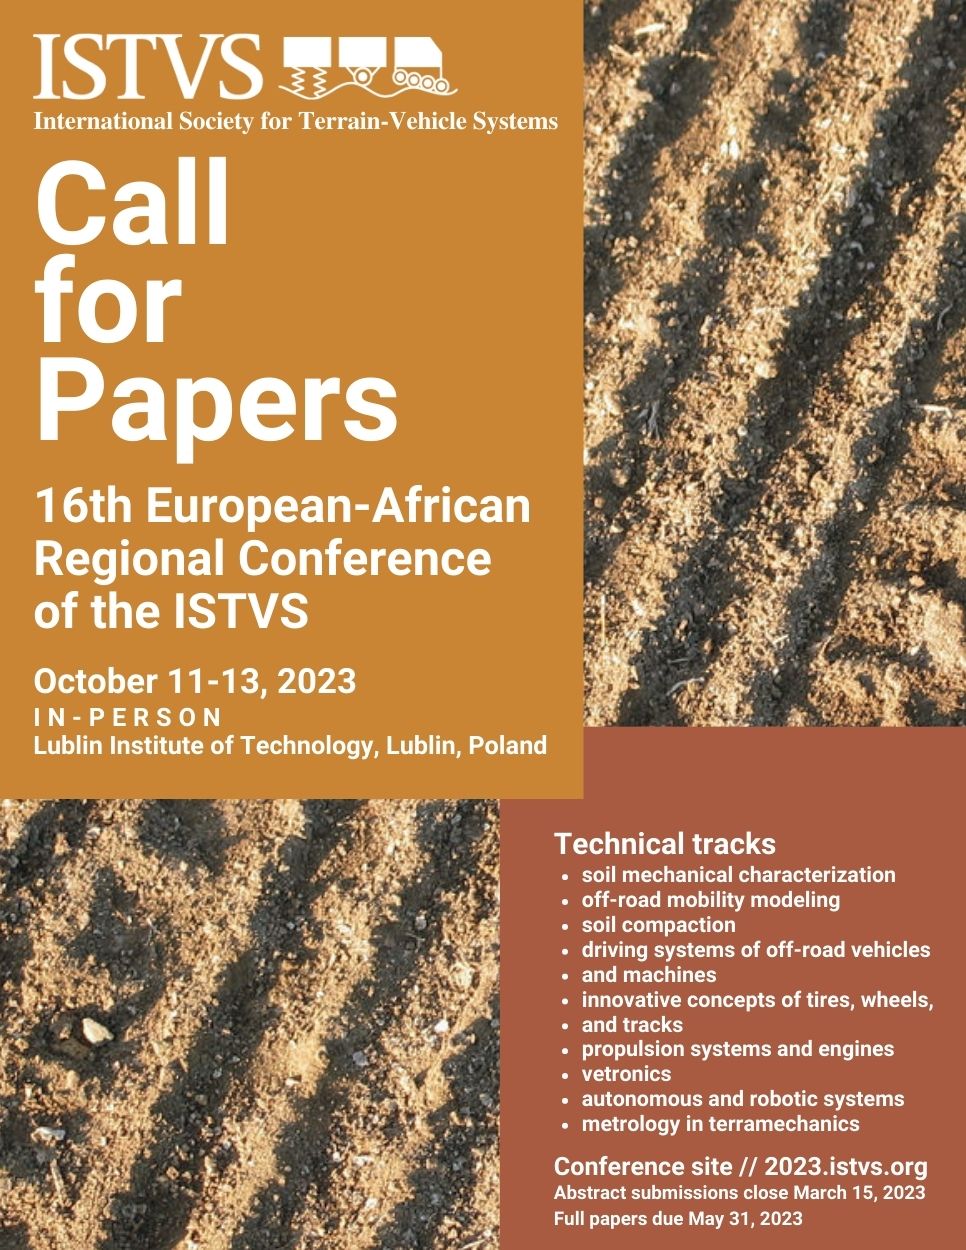 ISTVS
International Society for Terrain-Vehicle Systems
Call
for
Papers
16th European-African
Regional Conference
of the ISTVS
October 11-13, 2023
IN-PERSON
Lublin Institute of Technology, Lublin, Poland
Technical tracks
• soil mechanical characterization
• off-road mobility modeling
• soil compaction
• driving systems of off-road vehicles
• and machines
• innovative concepts of tires, wheels,
• and tracks
• propulsion systems and engines
• vetronics
• autonomous and robotic systems
• metrology in terramechanics
Conference site // 2023.istvs.org
Abstract submissions close March 15, 2023
Full papers due May 31, 2023